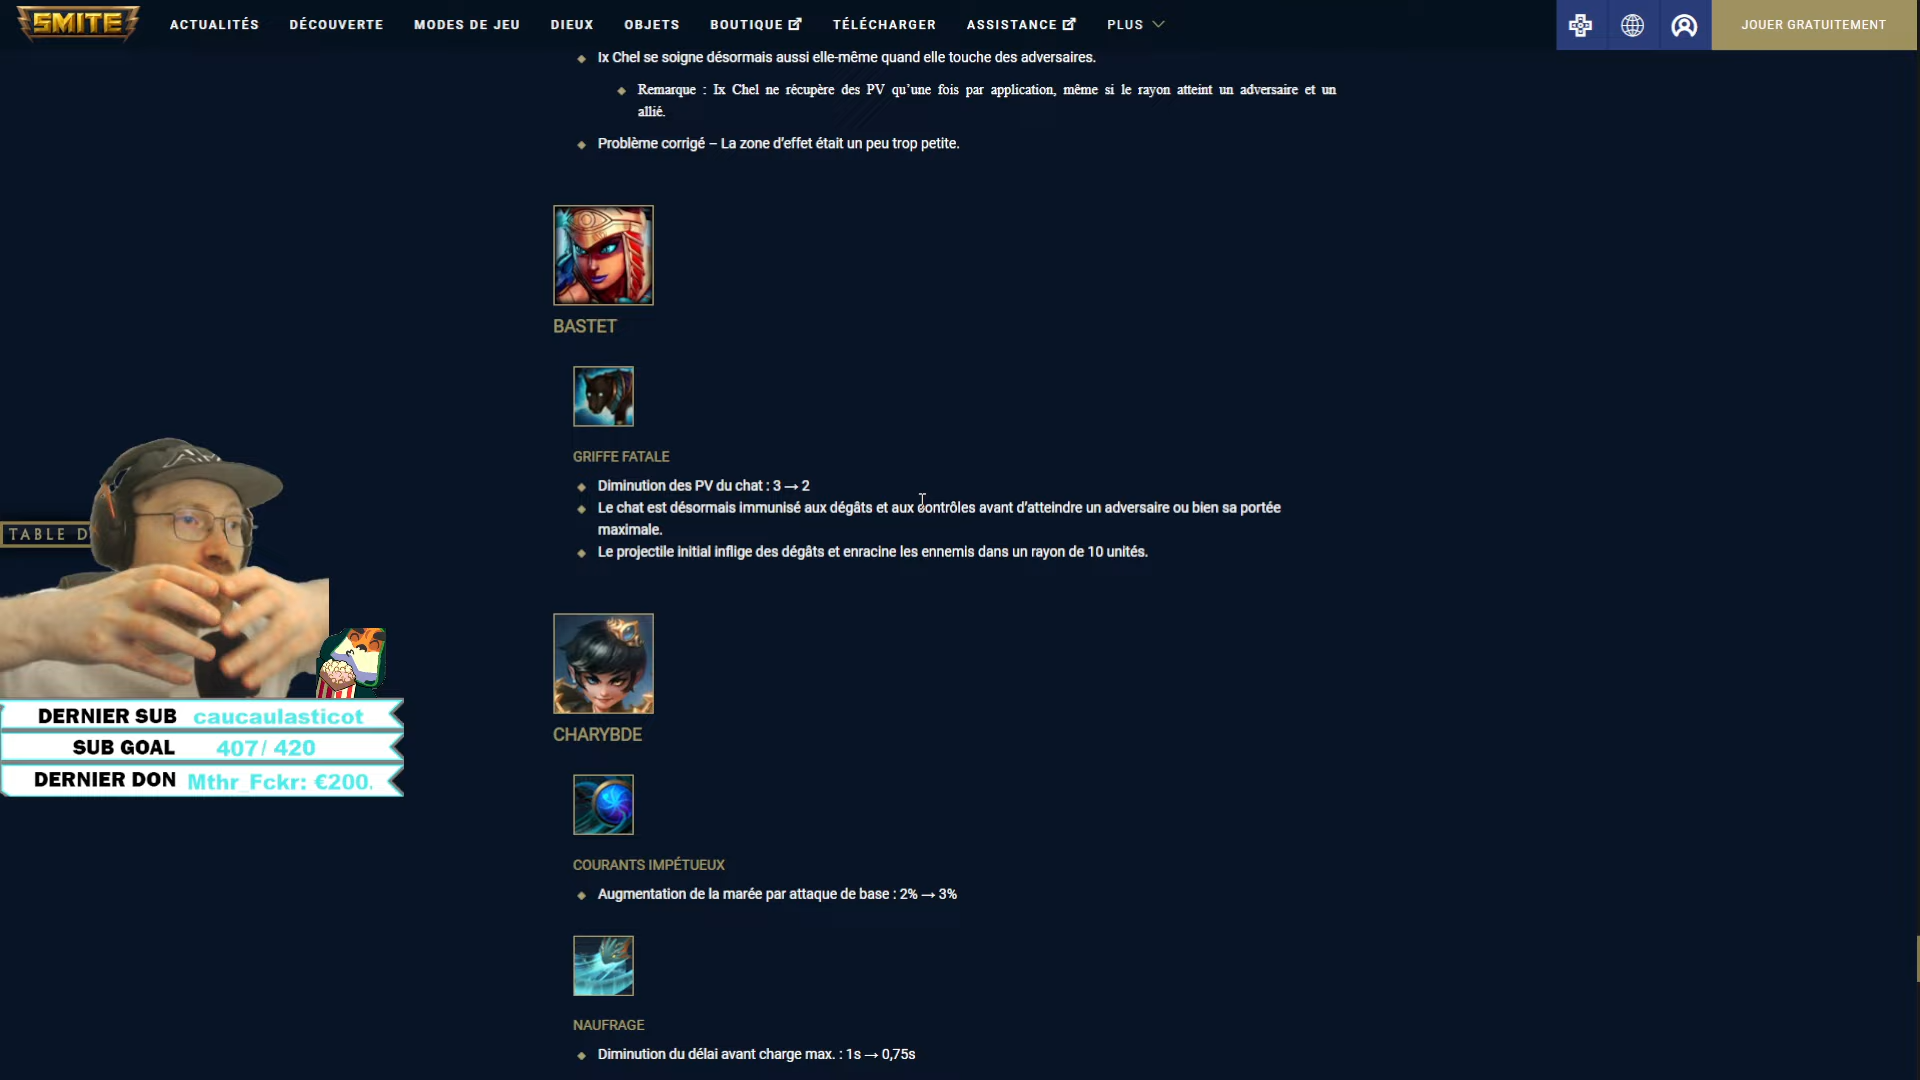 SMITE
ACTUALITÉS DÉCOUVERTE MODES DE JEU DIEUX OBJETS BOUTIQUE TÉLÉCHARGER ASSISTANCE PLUS JOUER GRATUITEMENT
Ix Chel se soigne désormais aussi elle-même quand elle touche des adversaires.
Remarque : Ix Chel ne récupère des PV qu’une fois par application, même si le rayon atteint un adversaire et un
allié.
Problème corrigé – La zone d’effet était un peu trop petite.
BASTET
GRIFFE FATALE
Diminution des PV du chat : 3 → 2
Le chat est désormais immunisé aux dégâts et aux contrôles avant d’atteindre un adversaire ou bien sa portée
maximale.
Le projectile initial inflige des dégâts et enracine les ennemis dans un rayon de 10 unités.
TABLE D
CHARYBDE
DERNIER SUB caucaulasticot
SUB GOAL 407/ 420
DERNIER DON Mthr_Fckr: €200.
COURANTS IMPÉTUEUX
Augmentation de la marée par attaque de base : 2% → 3%
NAUFRAGE
Diminution du délai avant charge max. : 1s → 0,75s